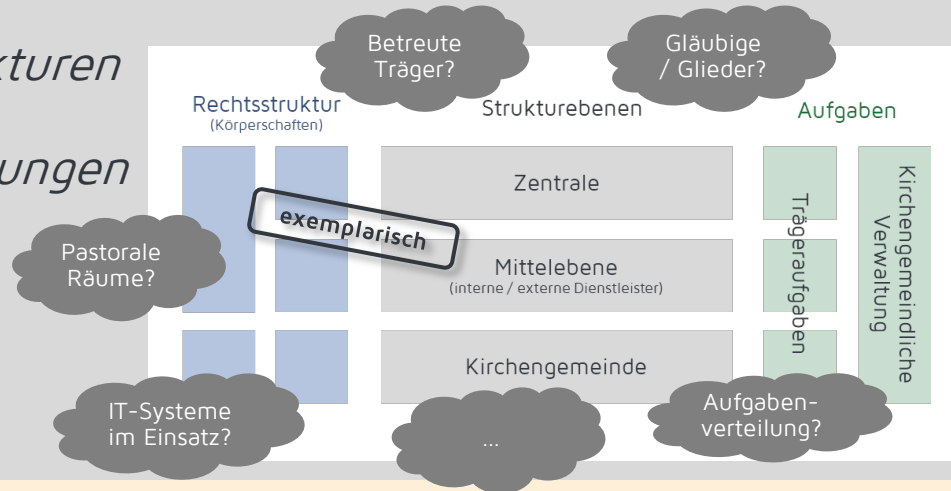 kturen
ungen
Betreute
Träger?
Gläubige
/ Glieder?
Rechtsstruktur
(Körperschaften)
Strukturebenen
Aufgaben
Zentrale
exemplarisch
Mittelebene
(interne / externe Dienstleister)
Kirchengemeinde
Trägeraufgaben
Kirchengemeindliche
Verwaltung
Pastorale
Räume?
IT-Systeme
im Einsatz?
...
Aufgaben-
verteilung?